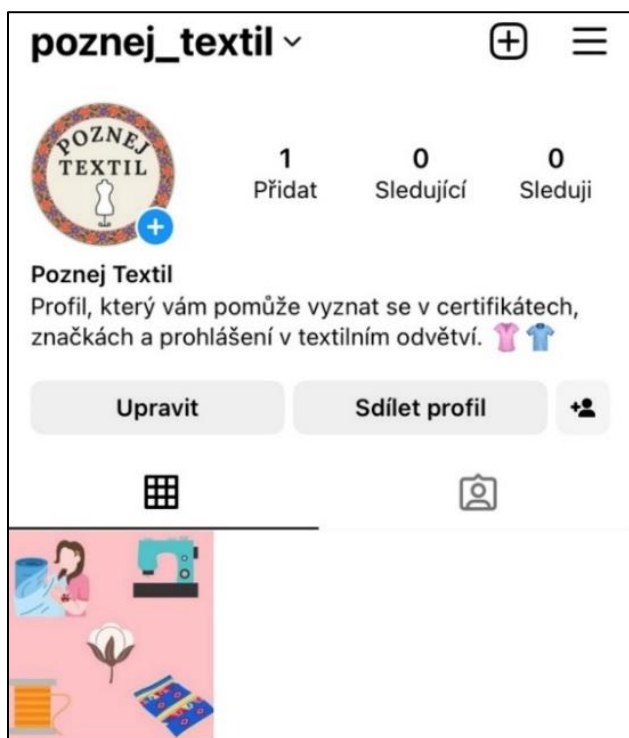 poznej_textil
POZNEJ
TEXTIL
1
0
0
Přidat
Sledující
Sleduji
Poznej Textil
Profil, který vám pomůže vyznat se v certifikátech,
značkách a prohlášení v textilním odvětví.
Upravit
Sdílet profil